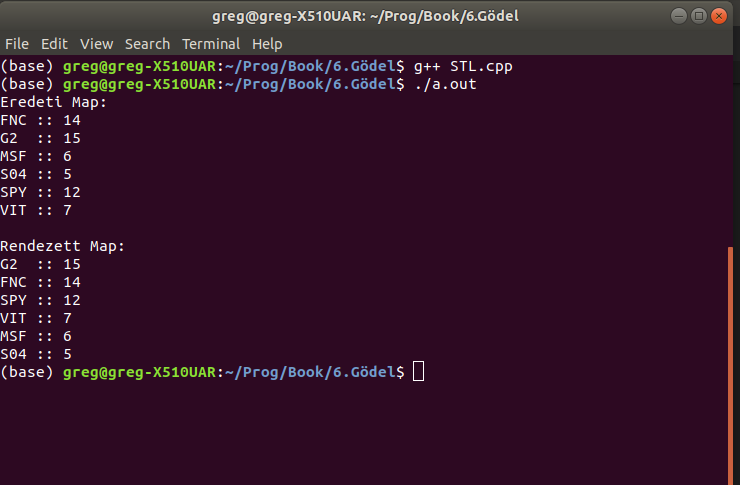 greg@greg-X510UAR: ~/Prog/Book/6.Gödel
File Edit View Search Terminal Help
(base) greg@greg-X510UAR:~/Prog/Book/6.Gödel$ g++ STL.cpp
(base) greg@greg-X510UAR:~/Prog/Book/6.Gödel$ ./a.out
Eredeti Map:
FNC :: 14
G2  :: 15
MSF :: 6
S04 :: 5
SPY :: 12
VIT :: 7
Rendezett Map:
G2  :: 15
FNC :: 14
SPY :: 12
VIT :: 7
MSF :: 6
S04 :: 5
(base) greg@greg-X510UAR:~/Prog/Book/6.Gödel$